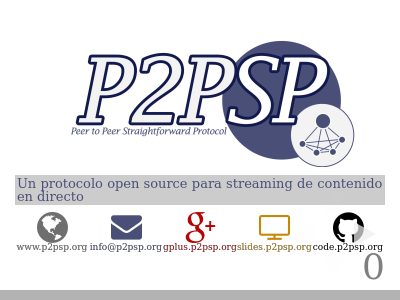 P2PSP
Peer to Peer Straightforward Protocol
Un protocolo open source para streaming de contenido
en directo
g+
www.p2psp.org info@p2psp.org gplus.p2psp.org slides.p2psp.org code.p2psp.org
0